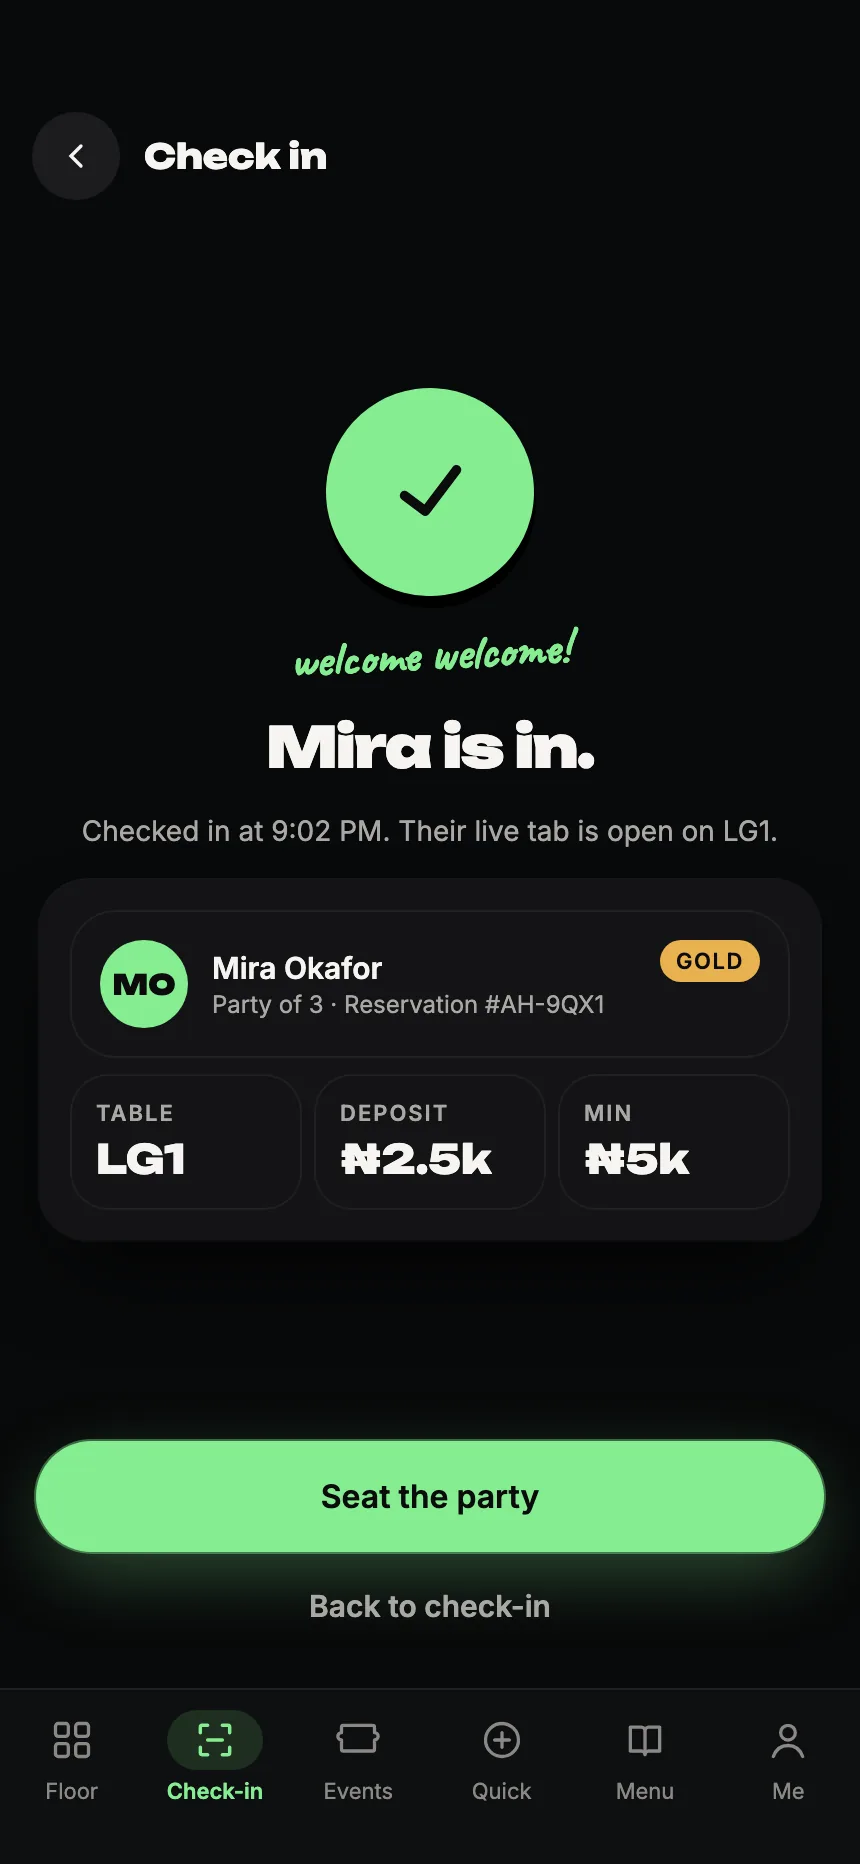 Check in
welcome welcome!
Mira is in.
Checked in at 9:02 PM. Their live tab is open on LG1.
MO
Mira Okafor
GOLD
Party of 3 · Reservation #AH-9QX1
TABLE
LG1
DEPOSIT
₦2.5k
MIN
₦5k
Seat the party
Back to check-in
Floor
Check-in
Events
Quick
Menu
Me